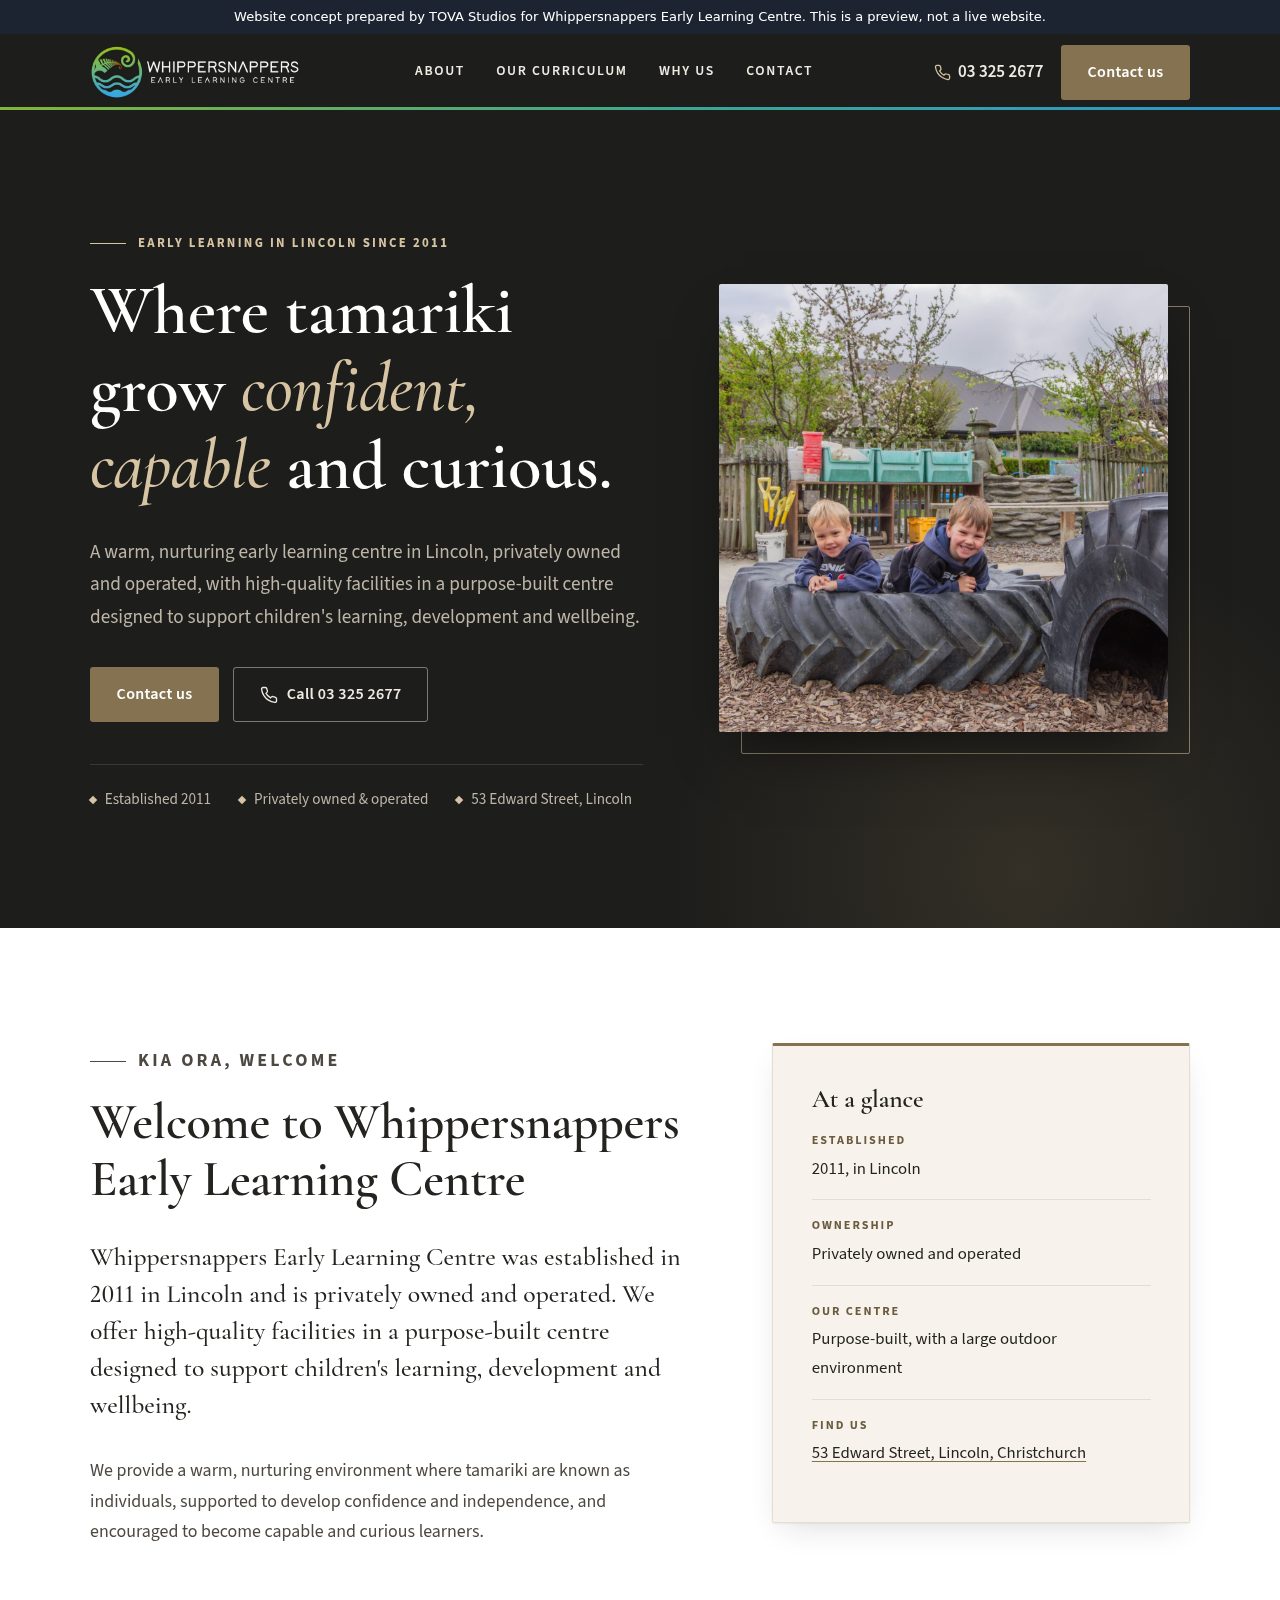 Website concept prepared by TOVA Studios for Whippersnappers Early Learning Centre. This is a preview, not a live website.
WHIPPERSNAPPERS
EARLY LEARNING CENTRE
ABOUT
OUR CURRICULUM
WHY US
CONTACT
03 325 2677
Contact us
EARLY LEARNING IN LINCOLN SINCE 2011
Where tamariki
grow confident,
capable and curious.
A warm, nurturing early learning centre in Lincoln, privately owned
and operated, with high-quality facilities in a purpose-built centre
designed to support children's learning, development and wellbeing.
Contact us
Call 03 325 2677
Established 2011
Privately owned & operated
53 Edward Street, Lincoln
KIA ORA, WELCOME
Welcome to Whippersnappers
Early Learning Centre
Whippersnappers Early Learning Centre was established in
2011 in Lincoln and is privately owned and operated. We
offer high-quality facilities in a purpose-built centre
designed to support children's learning, development and
wellbeing.
We provide a warm, nurturing environment where tamariki are known as
individuals, supported to develop confidence and independence, and
encouraged to become capable and curious learners.
At a glance
ESTABLISHED
2011, in Lincoln
OWNERSHIP
Privately owned and operated
OUR CENTRE
Purpose-built, with a large outdoor
environment
FIND US
53 Edward Street, Lincoln, Christchurch